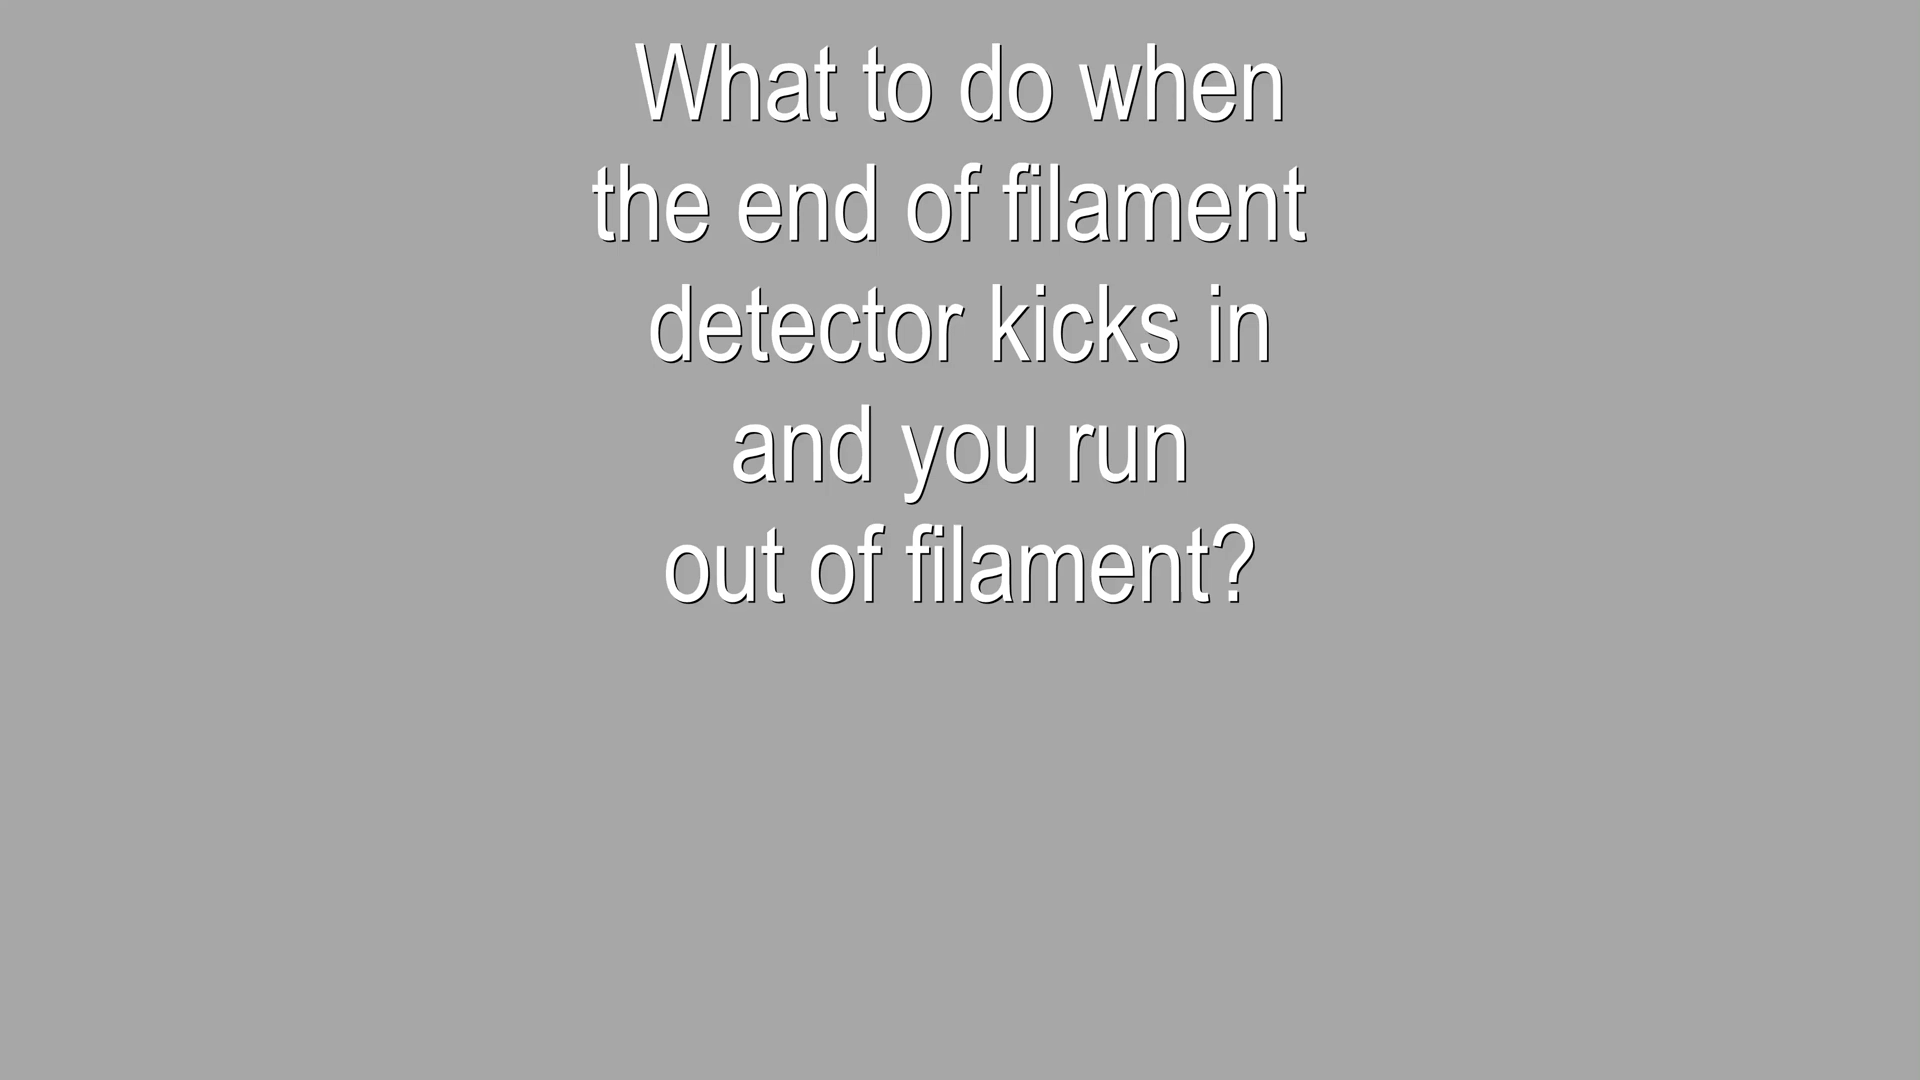 What to do when
the end of filament
detector kicks in
and you run
out of filament?